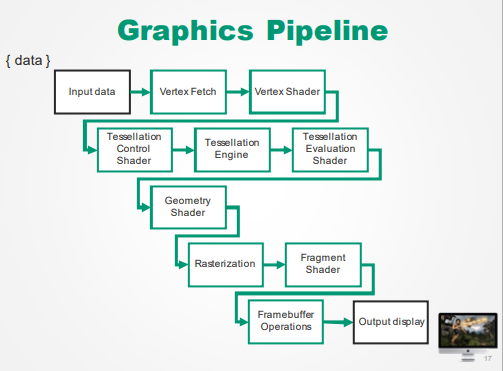 Graphics Pipeline
{ data }
Input data
Vertex Fetch
Vertex Shader
Tessellation
Control
Shader
Tessellation
Engine
Tessellation
Evaluation
Shader
Geometry
Shader
Rasterization
Fragment
Shader
Framebuffer
Operations
Output display
17